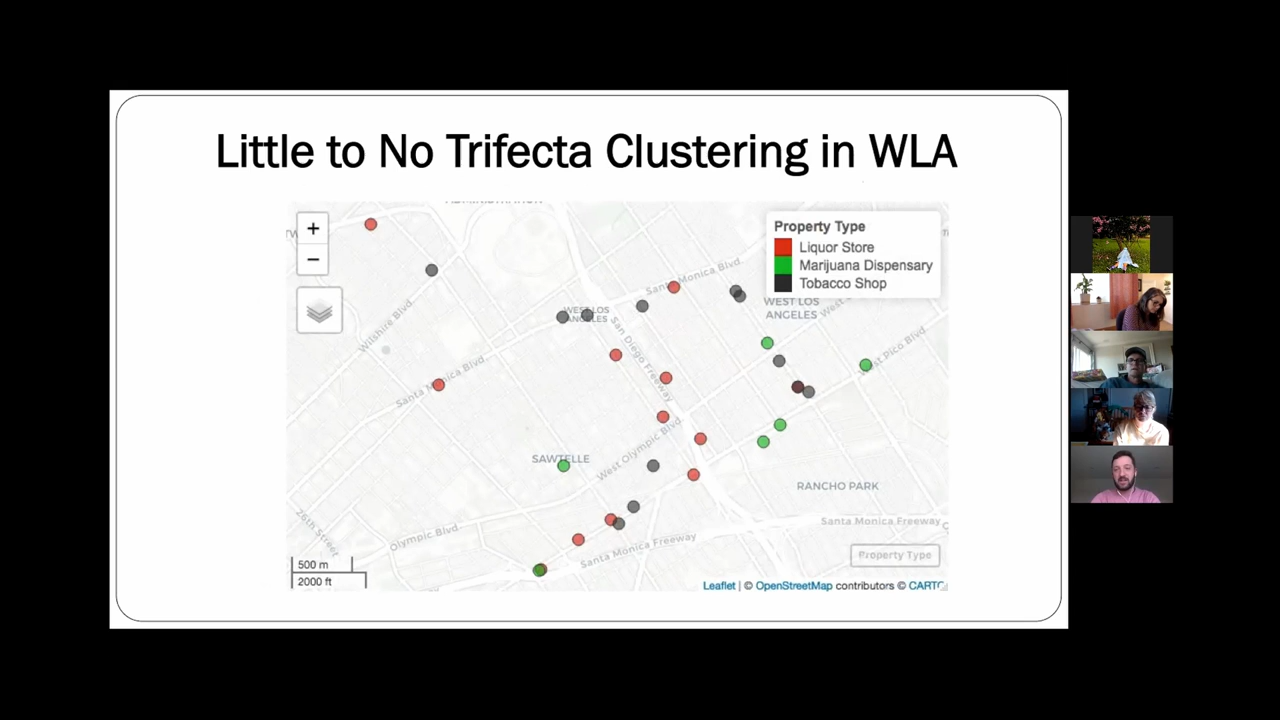 Little to No Trifecta Clustering in WLA
+
−
Property Type
Liquor Store
Marijuana Dispensary
Tobacco Shop
Santa Monica Blvd.
WEST LOS
ANGELES
WEST LOS
ANGELES
Wilshire Blvd.
San Diego Freeway
West Pico Blvd.
Santa Monica Blvd.
West Olympic Blvd.
SAWTELLE
RANCHO PARK
26th Street
Olympic Blvd
Santa Monica Freeway
Santa Monica Freeway
Property Type
500 m
2000 ft
Leaflet | © OpenStreetMap contributors © CARTO